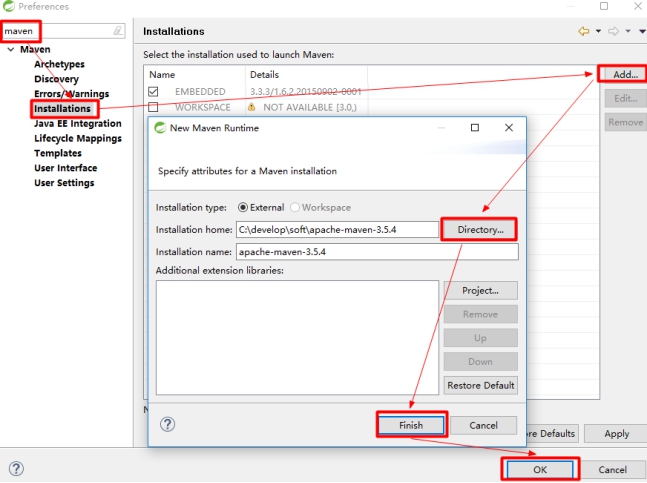 Preferences
maven
Installations
Maven
Archetypes
Discovery
Errors/Warnings
Installations
Java EE Integration
Lifecycle Mappings
Templates
User Interface
User Settings
Select the installation used to launch Maven:
Name Details
EMBEDDED 3.3.3/1.6.2.20150902-0001
WORKSPACE NOT AVAILABLE [3.0,)
Add...
Edit...
Remove
New Maven Runtime
Specify attributes for a Maven installation
Installation type: External Workspace
Installation home: C:\develop\soft\apache-maven-3.5.4 Directory...
Installation name: apache-maven-3.5.4
Additional extension libraries:
Project...
Remove
Up
Down
Restore Default
Finish Cancel
re Defaults Apply
OK Cancel